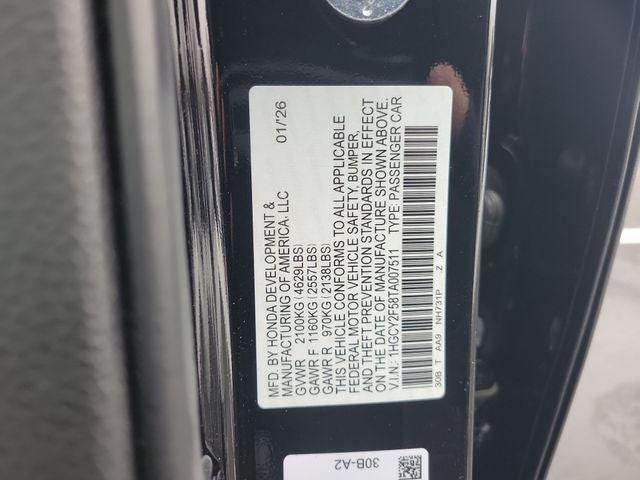 MFD. BY HONDA DEVELOPMENT &
MANUFACTURING OF AMERICA, LLC 01/'26
GVWR 2100KG(4629LBS)
GAWR F 1160KG(2557LBS)
GAWR R 970KG(2138LBS)
THIS VEHICLE CONFORMS TO ALL APPLICABLE
FEDERAL MOTOR VEHICLE SAFETY, BUMPER,
AND THEFT PREVENTION STANDARDS IN EFFECT
ON THE DATE OF MANUFACTURE SHOWN ABOVE.
V.I.N.: 1HGCY2F58TA007511 TYPE: PASSENGER CAR
30B T AA9 NH731P Z A
30B-A2